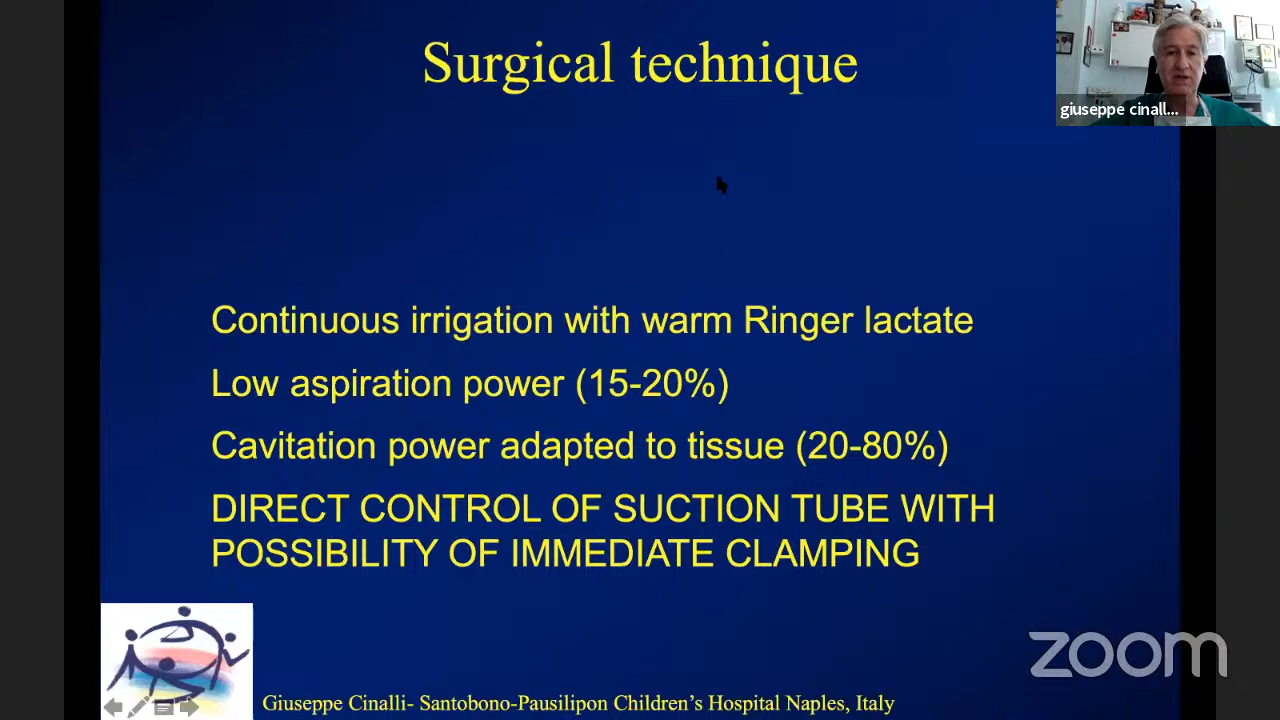 Surgical technique
giuseppe cinall...
Continuous irrigation with warm Ringer lactate
Low aspiration power (15-20%)
Cavitation power adapted to tissue (20-80%)
DIRECT CONTROL OF SUCTION TUBE WITH
POSSIBILITY OF IMMEDIATE CLAMPING
zoom
Giuseppe Cinalli- Santobono-Pausilipon Children’s Hospital Naples, Italy